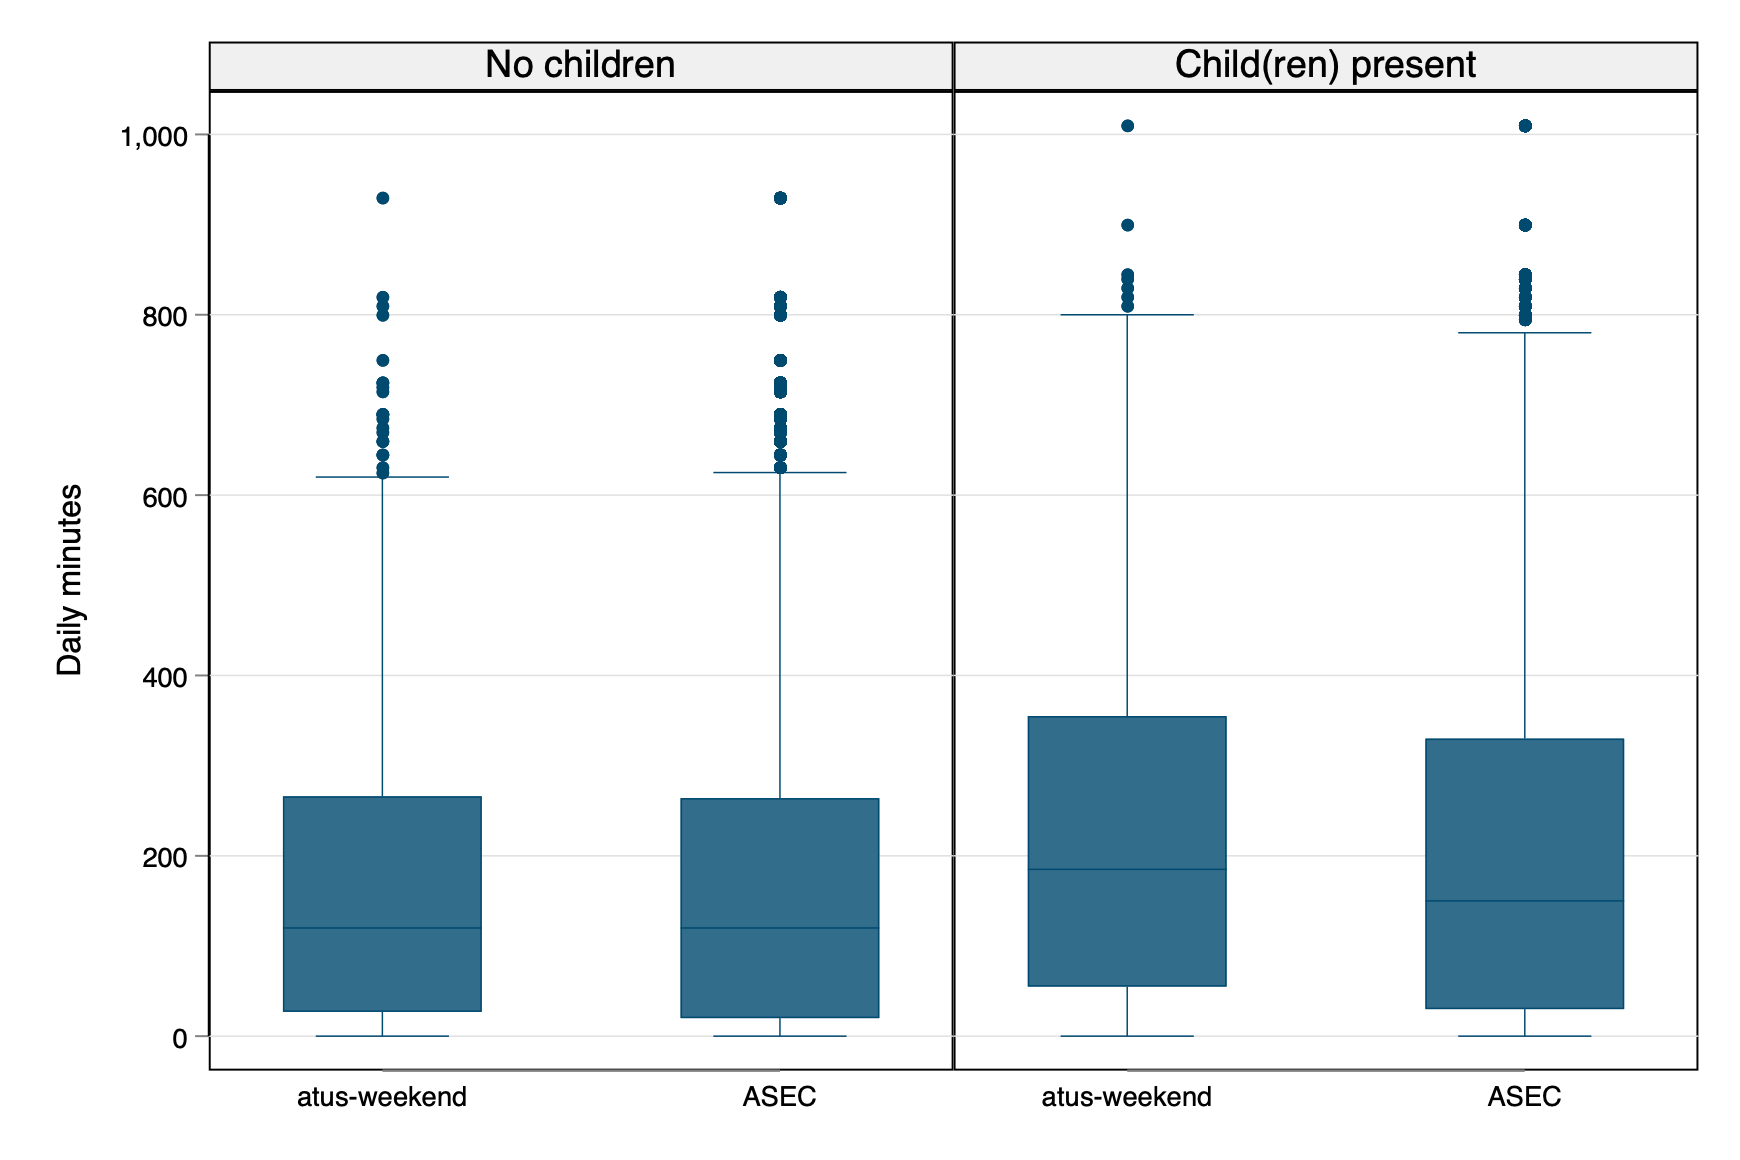 No children
Child(ren) present
Daily minutes
1,000
800
600
400
200
0
atus-weekend
ASEC
atus-weekend
ASEC